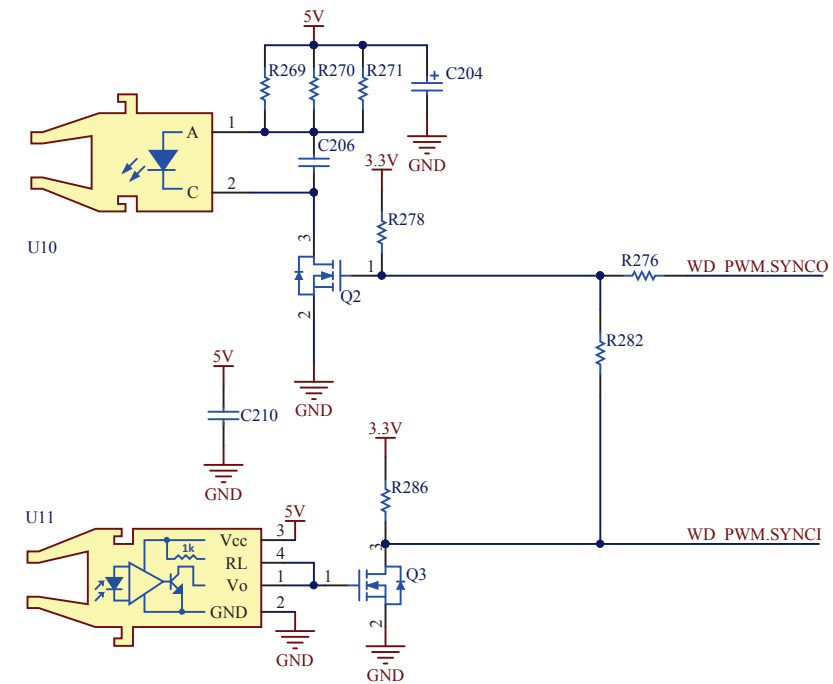 5V
R269
R270
R271
C204
1
A
C206
GND
3.3V
2
C
R278
U10
3
1
R276
WD_PWM.SYNCO
Q2
2
R282
5V
GND
C210
3.3V
GND
R286
U11
5V
3
Vcc
1k
WD_PWM.SYNCI
4
RL
3
1
Vo
1
Q3
2
GND
2
GND
GND